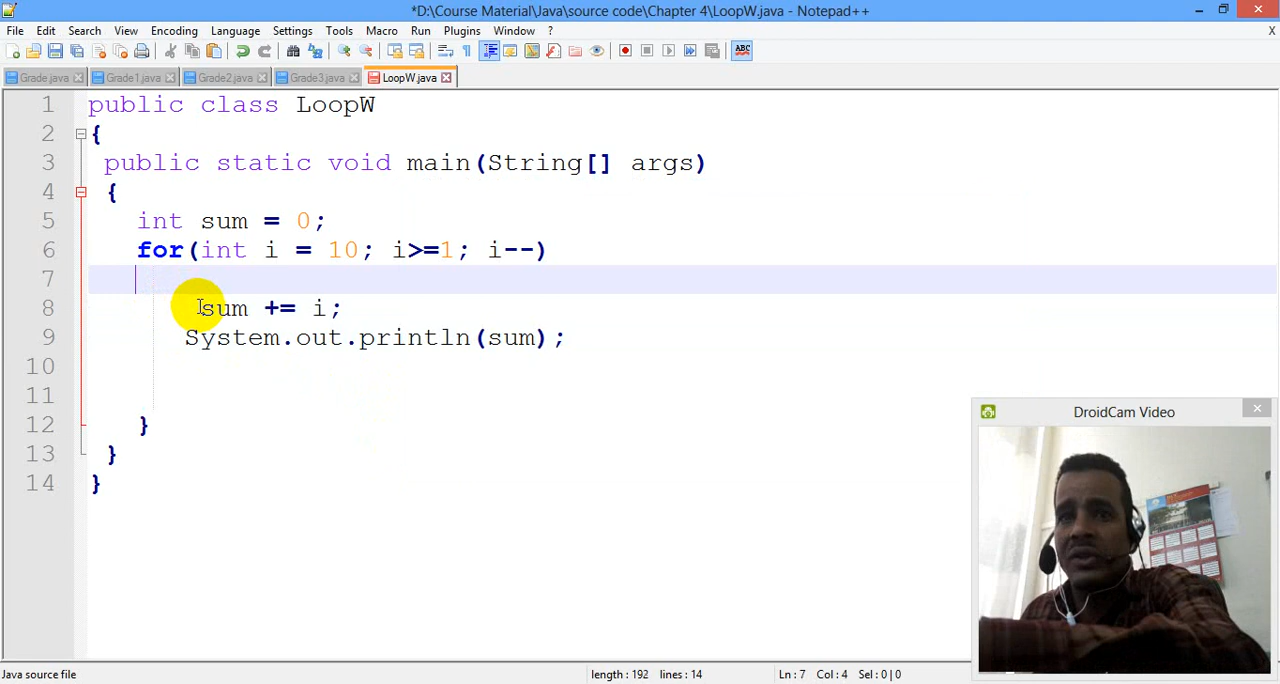 *D:\Course Material\Java\source code\Chapter 4\LoopW.java - Notepad++
File Edit Search View Encoding Language Settings Tools Macro Run Plugins Window ? X
ABC
Grade.java Grade1.java Grade2.java Grade3.java LoopW.java
1 public class LoopW
2 {
3 public static void main(String[] args)
4 {
5 int sum = 0;
6 for(int i = 10; i>=1; i--)
7
8 sum += i;
9 System.out.println(sum);
10
11
12 }
13 }
14 }
DroidCam Video
Java source file length : 192 lines : 14 Ln : 7 Col : 4 Sel : 0 | 0